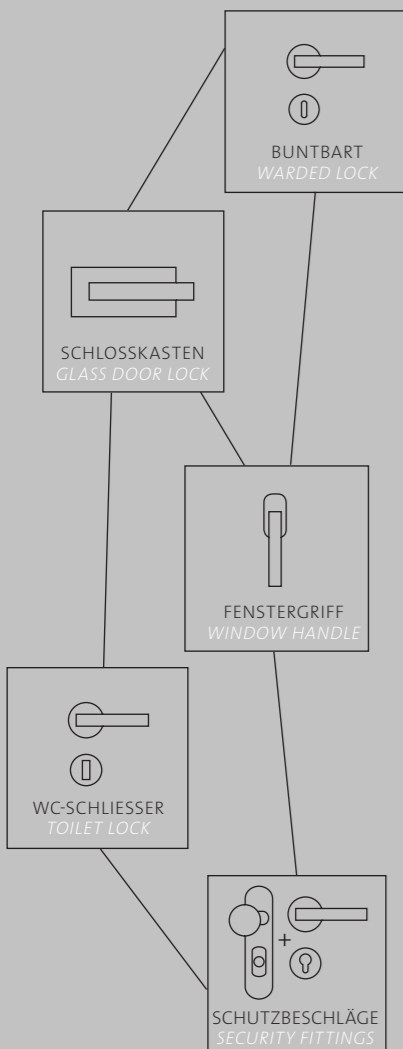 BUNTBART
WARDED LOCK
SCHLOSSKASTEN
GLASS DOOR LOCK
FENSTERGRIFF
WINDOW HANDLE
WC-SCHLIESSER
TOILET LOCK
+
SCHUTZBESCHLÄGE
SECURITY FITTINGS